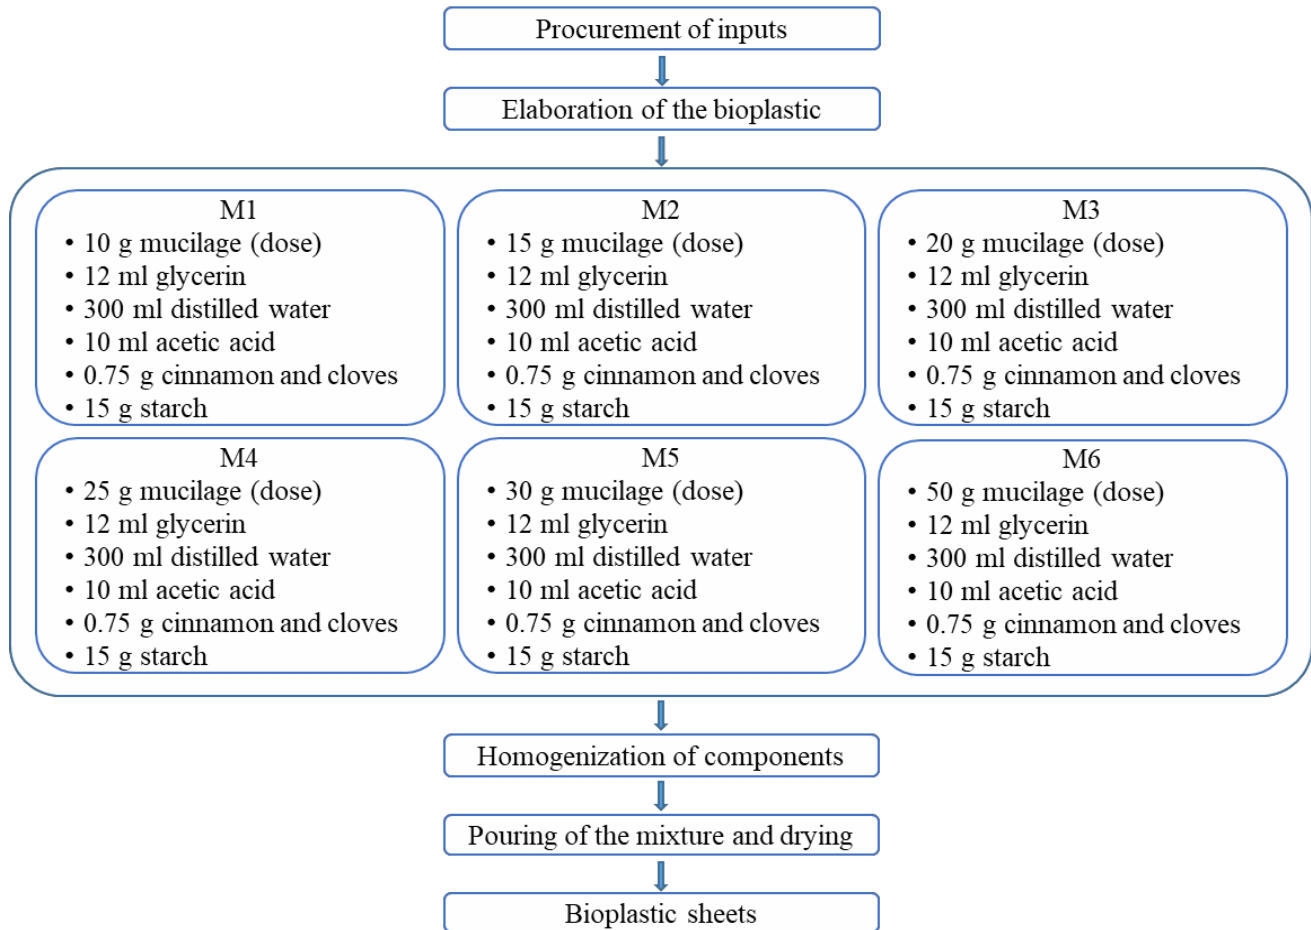 Procurement of inputs
Elaboration of the bioplastic
M1
• 10 g mucilage (dose)
• 12 ml glycerin
• 300 ml distilled water
• 10 ml acetic acid
• 0.75 g cinnamon and cloves
• 15 g starch
M2
• 15 g mucilage (dose)
• 12 ml glycerin
• 300 ml distilled water
• 10 ml acetic acid
• 0.75 g cinnamon and cloves
• 15 g starch
M3
• 20 g mucilage (dose)
• 12 ml glycerin
• 300 ml distilled water
• 10 ml acetic acid
• 0.75 g cinnamon and cloves
• 15 g starch
M4
• 25 g mucilage (dose)
• 12 ml glycerin
• 300 ml distilled water
• 10 ml acetic acid
• 0.75 g cinnamon and cloves
• 15 g starch
M5
• 30 g mucilage (dose)
• 12 ml glycerin
• 300 ml distilled water
• 10 ml acetic acid
• 0.75 g cinnamon and cloves
• 15 g starch
M6
• 50 g mucilage (dose)
• 12 ml glycerin
• 300 ml distilled water
• 10 ml acetic acid
• 0.75 g cinnamon and cloves
• 15 g starch
Homogenization of components
Pouring of the mixture and drying
Bioplastic sheets